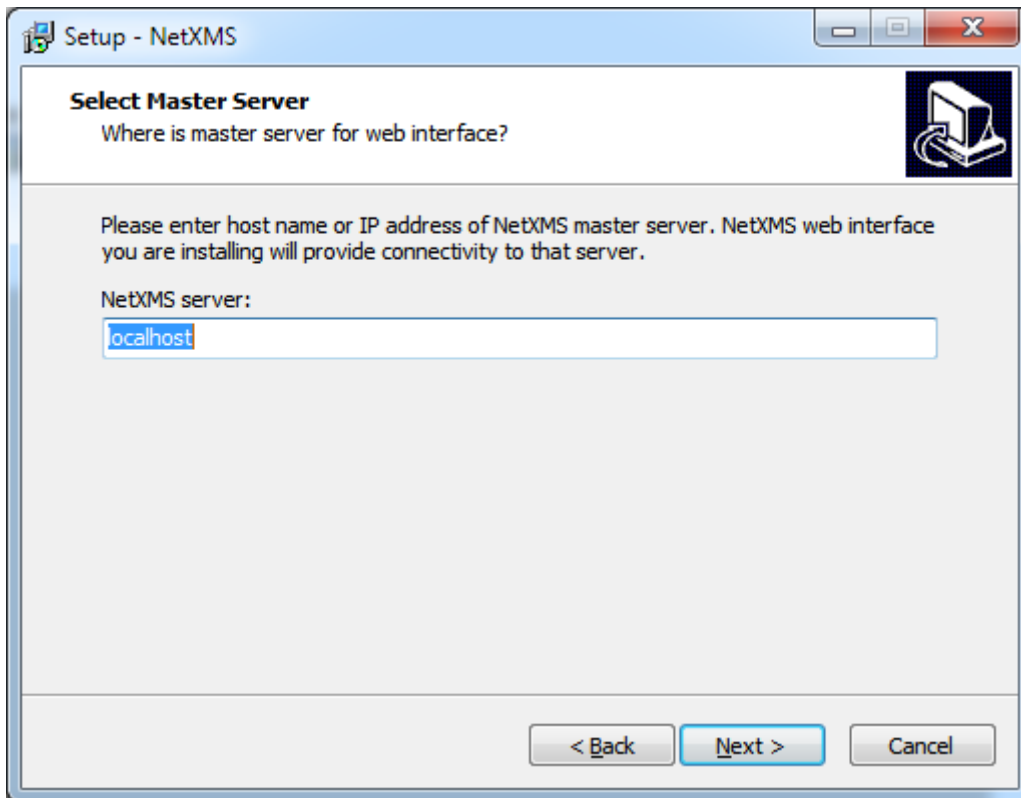 Setup - NetXMS
Select Master Server
Where is master server for web interface?
Please enter host name or IP address of NetXMS master server. NetXMS web interface
you are installing will provide connectivity to that server.
NetXMS server:
localhost
< Back
Next >
Cancel